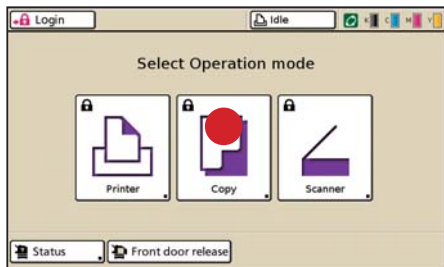 Login
Idle
K C M Y
Select Operation mode
Printer
Copy
Scanner
Status
Front door release